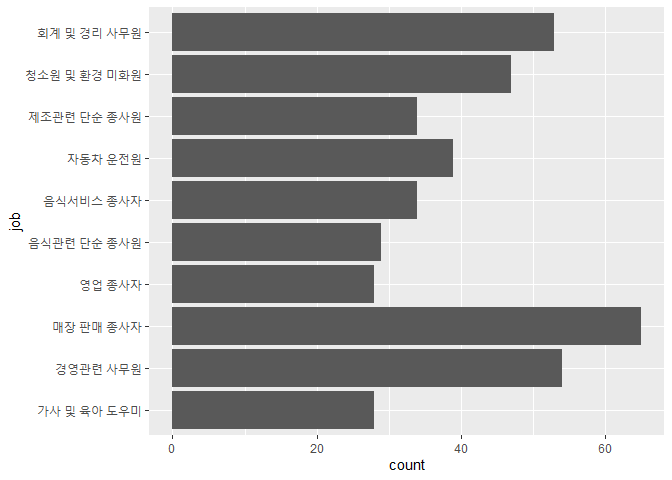 회계 및 경리 사무원
청소원 및 환경 미화원
제조관련 단순 종사원
자동차 운전원
음식서비스 종사자
음식관련 단순 종사원
영업 종사자
매장 판매 종사자
경영관련 사무원
가사 및 육아 도우미
job
0 20 40 60
count